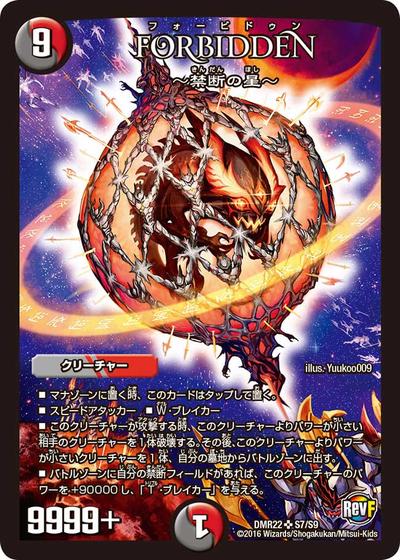 フォービドゥン
9
FORBIDDEN
きんだん ほし
～禁断の星～
クリーチャー
illus. Yuukoo009
■マナゾーンに置く時、このカードはタップして置く。
■スピードアタッカー ■W・ブレイカー
■このクリーチャーが攻撃する時、このクリーチャーよりパワーが小さい
相手のクリーチャーを1体破壊する。その後、このクリーチャーよりパワー
が小さいクリーチャーを1体、自分の墓地からバトルゾーンに出す。
■バトルゾーンに自分の禁断フィールドがあれば、このクリーチャーのパ
ワーを+90000し、「T・ブレイカー」を与える。
9999+
1
RevF
DMR22 S7/S9
©2016 Wizards/Shogakukan/Mitsui-Kids